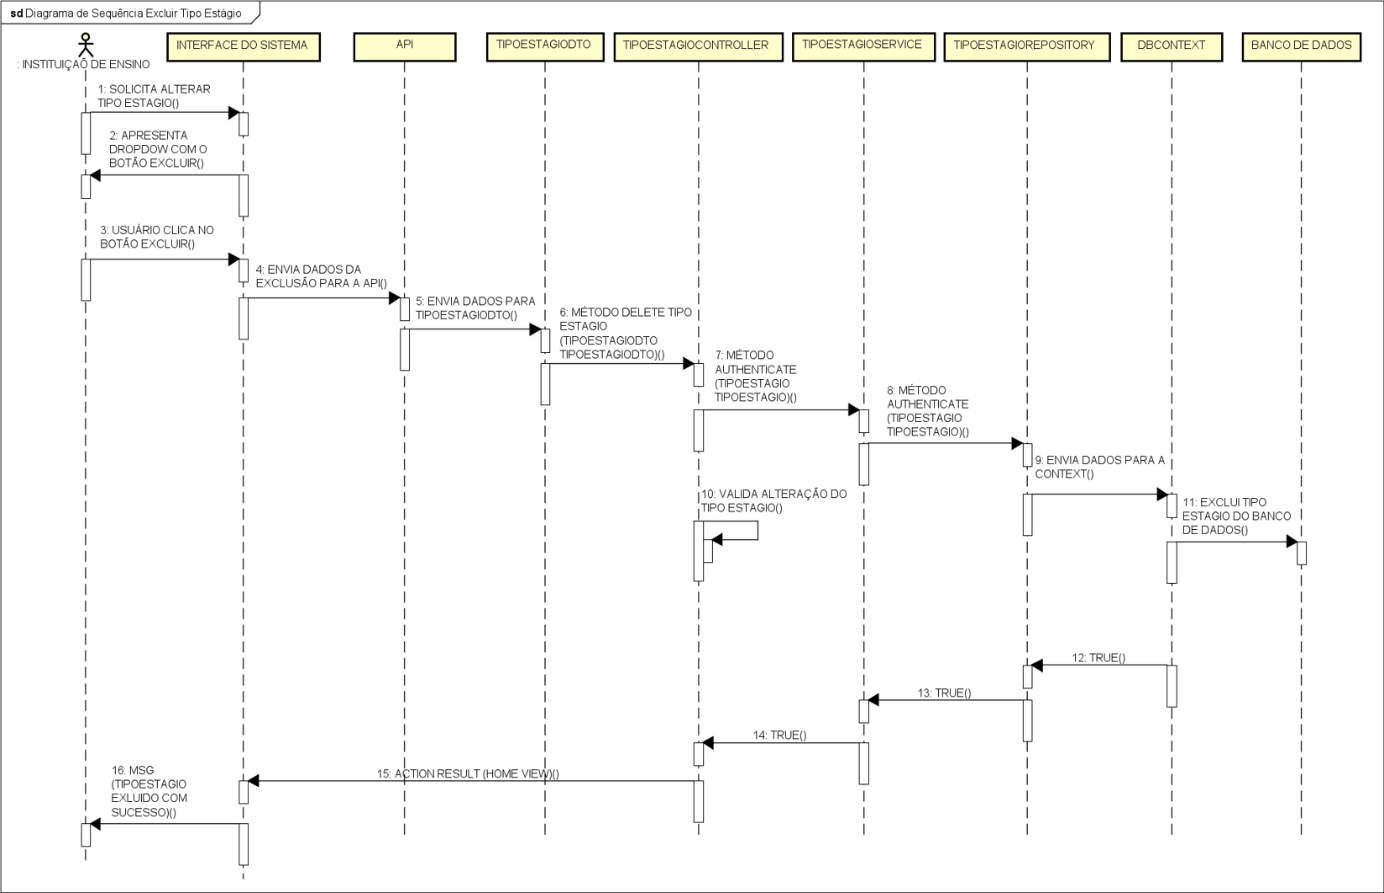 sd Diagrama de Sequência Excluir Tipo Estágio
: INSTITUIÇÃO DE ENSINO
INTERFACE DO SISTEMA
API
TIPOESTAGIODTO
TIPOESTAGIOCONTROLLER
TIPOESTAGIOSERVICE
TIPOESTAGIOREPOSITORY
DBCONTEXT
BANCO DE DADOS
1: SOLICITA ALTERAR
TIPO ESTAGIO()
2: APRESENTA
DROPDOW COM O
BOTÃO EXCLUIR()
3: USUÁRIO CLICA NO
BOTÃO EXCLUIR()
4: ENVIA DADOS DA
EXCLUSÃO PARA A API()
5: ENVIA DADOS PARA
TIPOESTAGIODTO()
6: MÉTODO DELETE TIPO
ESTAGIO
(TIPOESTAGIODTO
TIPOESTAGIODTO)()
7: MÉTODO
AUTHENTICATE
(TIPOESTAGIO
TIPOESTAGIO)()
8: MÉTODO
AUTHENTICATE
(TIPOESTAGIO
TIPOESTAGIO)()
9: ENVIA DADOS PARA A
CONTEXT()
10: VALIDA ALTERAÇÃO DO
TIPO ESTAGIO()
11: EXCLUI TIPO
ESTAGIO DO BANCO
DE DADOS()
12: TRUE()
13: TRUE()
14: TRUE()
15: ACTION RESULT (HOME VIEW)()
16: MSG
(TIPOESTAGIO
EXLUIDO COM
SUCESSO)()